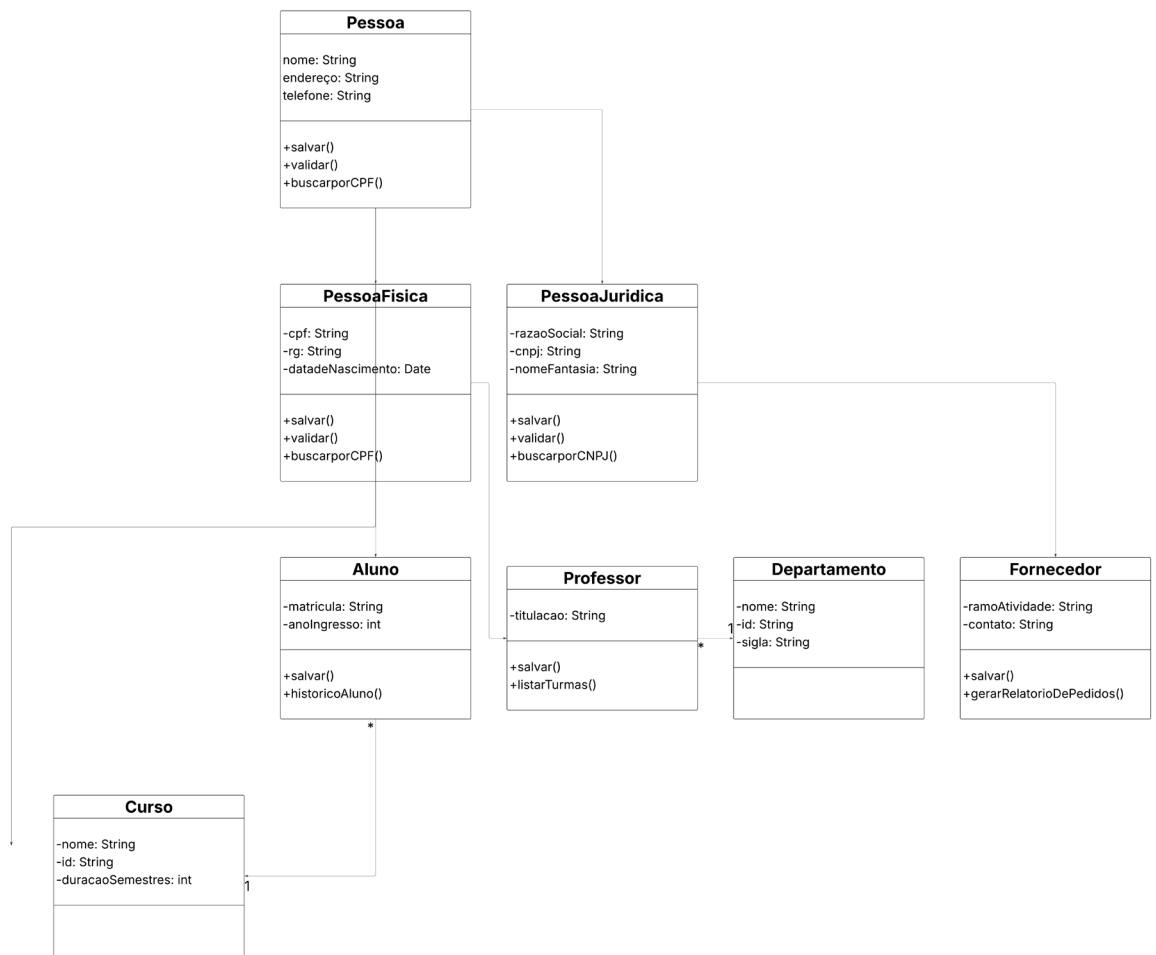 Pessoa
nome: String
endereço: String
telefone: String
+salvar()
+validar()
+buscarporCPF()
PessoaFisica
-cpf: String
-rg: String
-datadeNascimento: Date
+salvar()
+validar()
+buscarporCPF()
PessoaJuridica
-razaoSocial: String
-cnpj: String
-nomeFantasia: String
+salvar()
+validar()
+buscarporCNPJ()
Aluno
-matricula: String
-anoIngresso: int
+salvar()
+historicoAluno()
*
Professor
-titulacao: String
+salvar()
+listarTurmas()
*
1
Departamento
-nome: String
-id: String
-sigla: String
Fornecedor
-ramoAtividade: String
-contato: String
+salvar()
+gerarRelatorioDePedidos()
Curso
-nome: String
-id: String
-duracaoSemestres: int
1